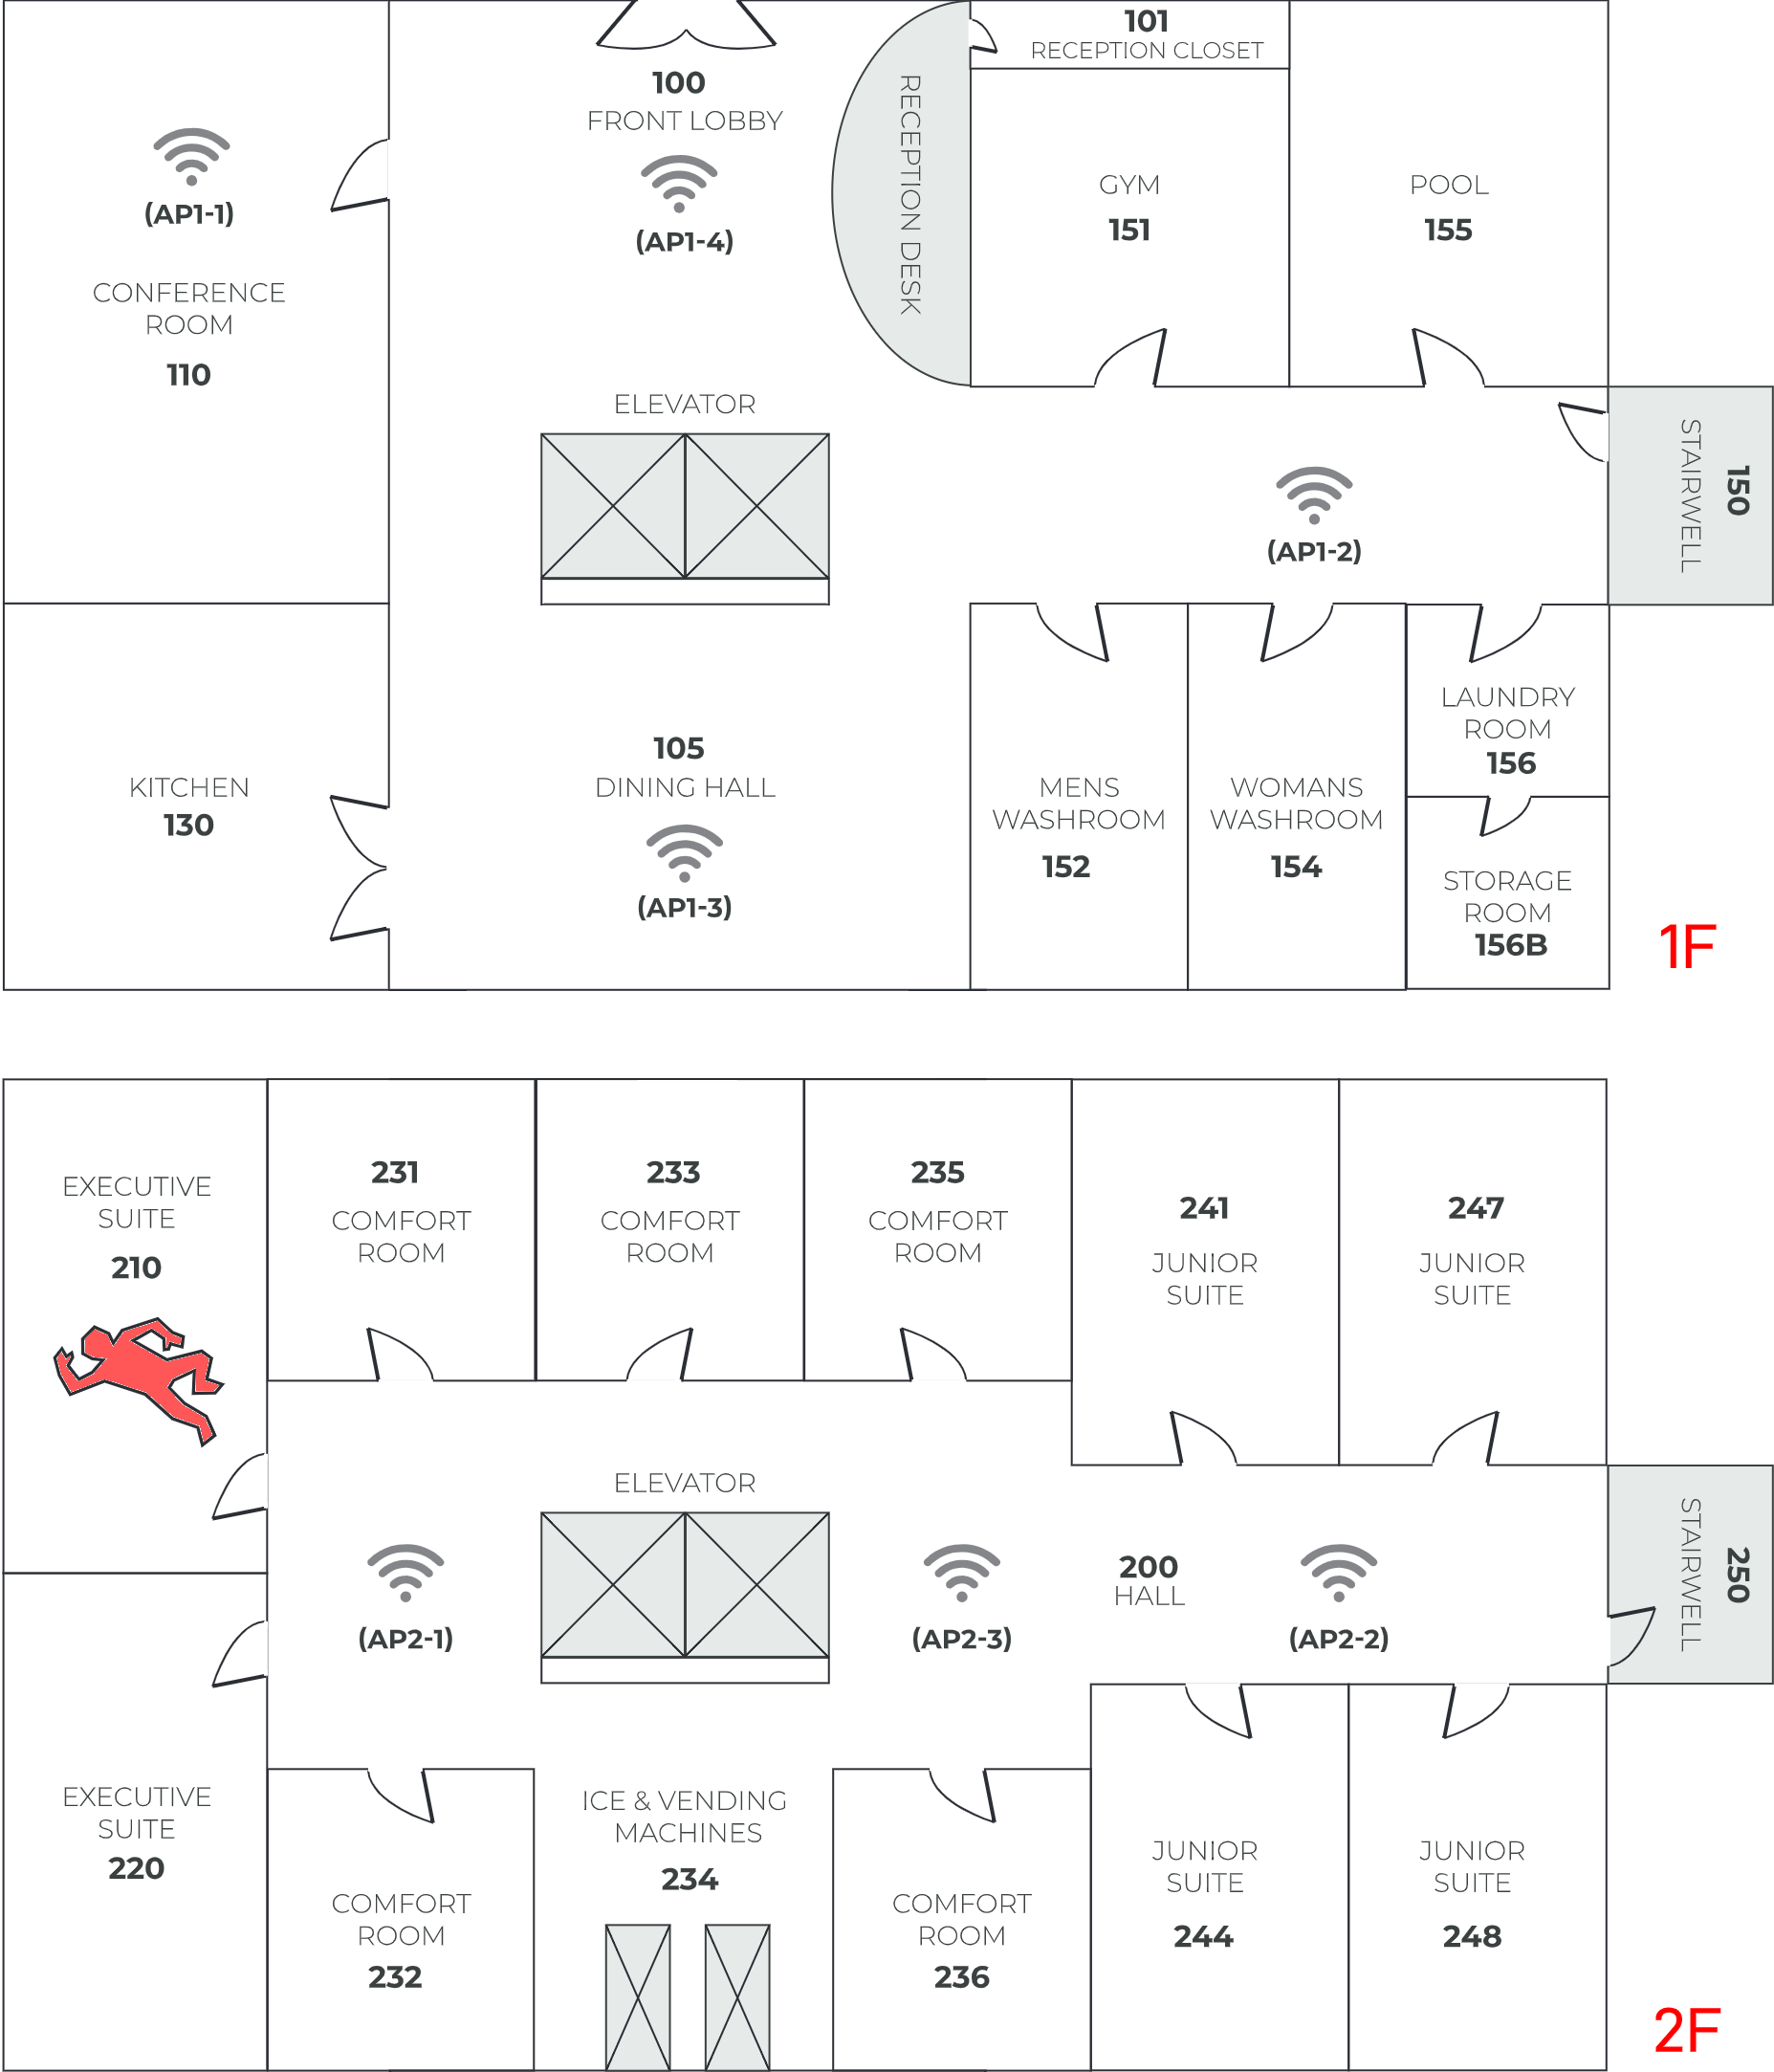 101
RECEPTION CLOSET
100
FRONT LOBBY
(AP1-4)
RECEPTION DESK
(AP1-1)
CONFERENCE
ROOM
110
GYM
151
POOL
155
ELEVATOR
(AP1-2)
STAIRWELL
150
KITCHEN
130
105
DINING HALL
(AP1-3)
MENS
WASHROOM
152
WOMANS
WASHROOM
154
LAUNDRY
ROOM
156
STORAGE
ROOM
156B
1F
EXECUTIVE
SUITE
210
231
COMFORT
ROOM
233
COMFORT
ROOM
235
COMFORT
ROOM
241
JUNIOR
SUITE
247
JUNIOR
SUITE
ELEVATOR
(AP2-1)
(AP2-3)
200
HALL
(AP2-2)
STAIRWELL
250
EXECUTIVE
SUITE
220
COMFORT
ROOM
232
ICE & VENDING
MACHINES
234
COMFORT
ROOM
236
JUNIOR
SUITE
244
JUNIOR
SUITE
248
2F